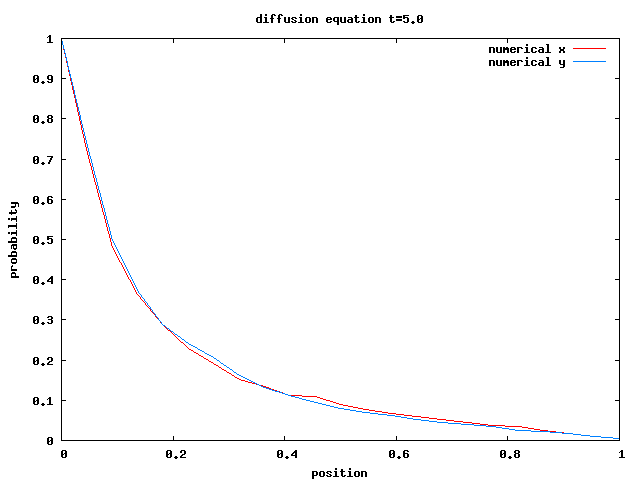 diffusion equation t=5.0
numerical x
numerical y
1
0.9
0.8
0.7
0.6
0.5
0.4
0.3
0.2
0.1
0
probability
0 0.2 0.4 0.6 0.8 1
position